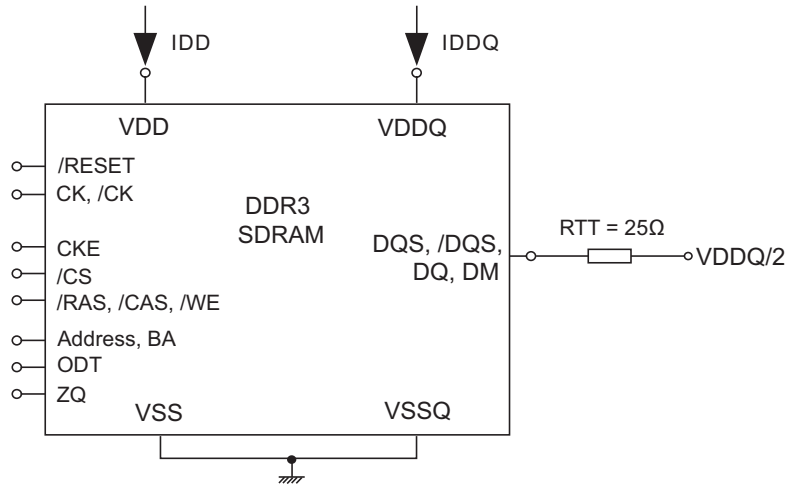 IDD
IDDQ
VDD
VDDQ
/RESET
CK, /CK
DDR3
SDRAM
CKE
/CS
/RAS, /CAS, /WE
Address, BA
ODT
ZQ
DQS, /DQS,
DQ, DM
RTT = 25Ω
VDDQ/2
VSS
VSSQ